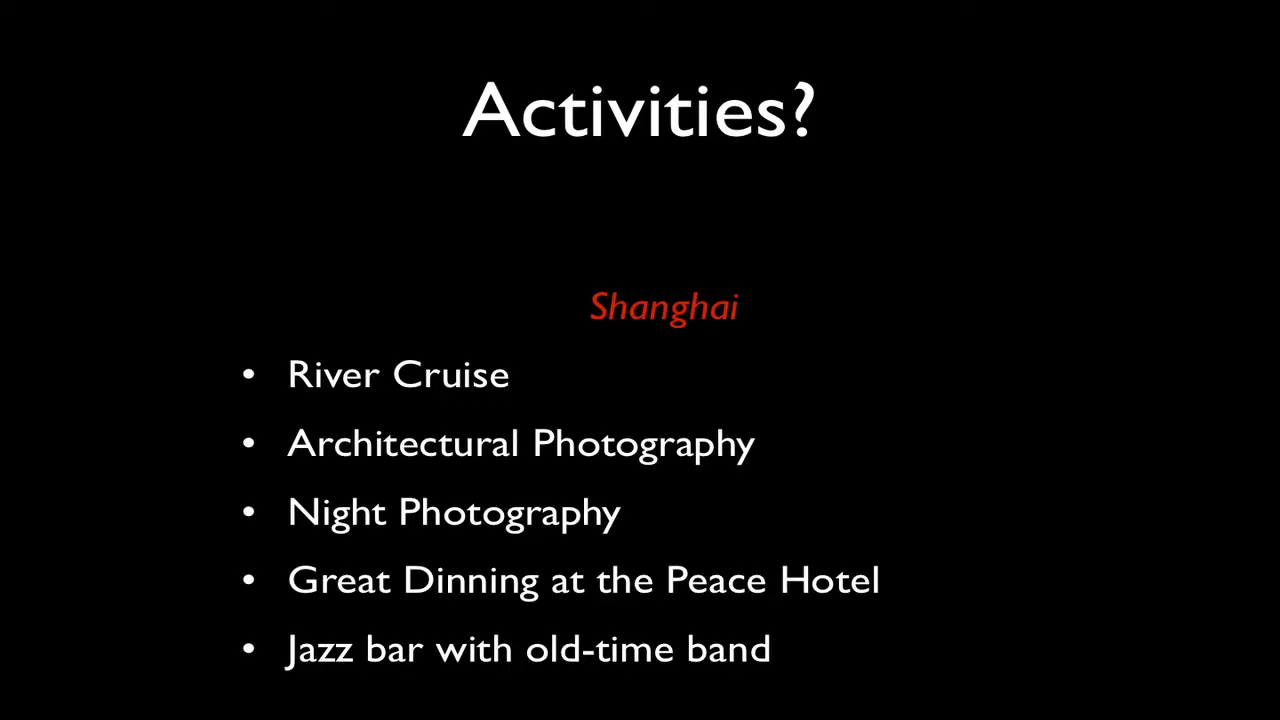 Activities?
Shanghai
• River Cruise
• Architectural Photography
• Night Photography
• Great Dinning at the Peace Hotel
• Jazz bar with old-time band